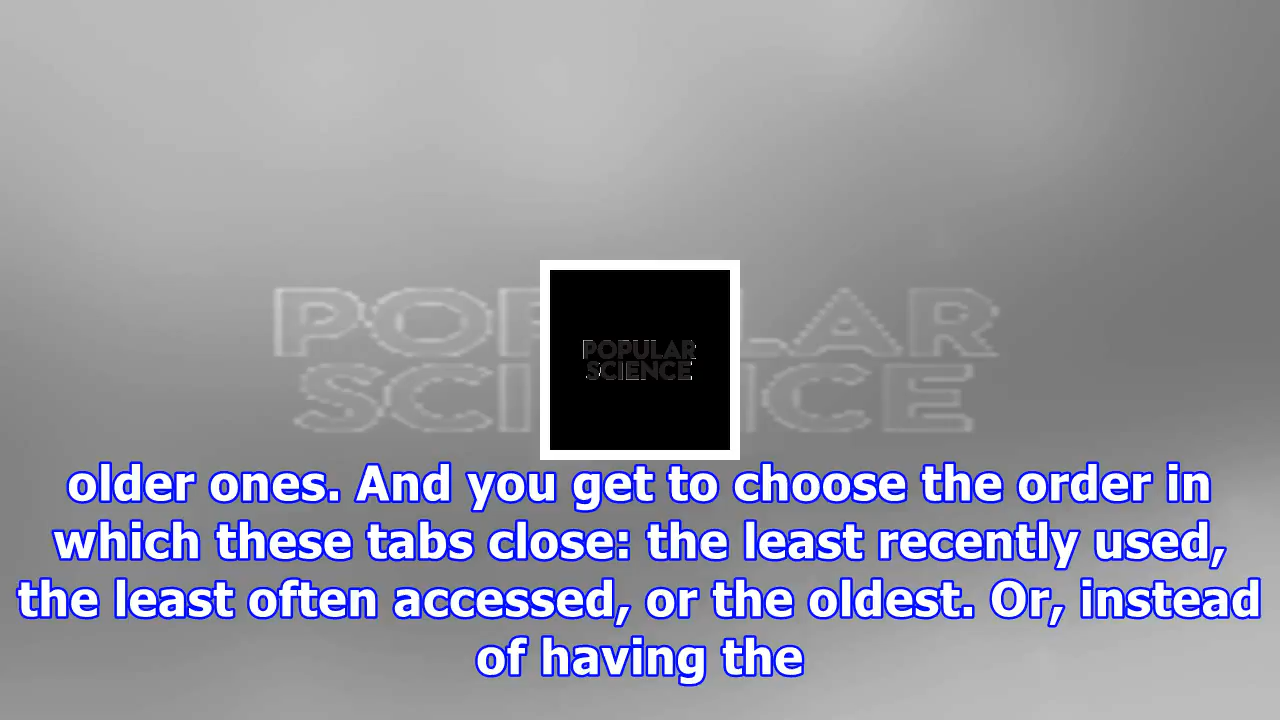 POPULAR
SCIENCE
POPULAR
SCIENCE
older ones. And you get to choose the order in
which these tabs close: the least recently used,
the least often accessed, or the oldest. Or, instead
of having the